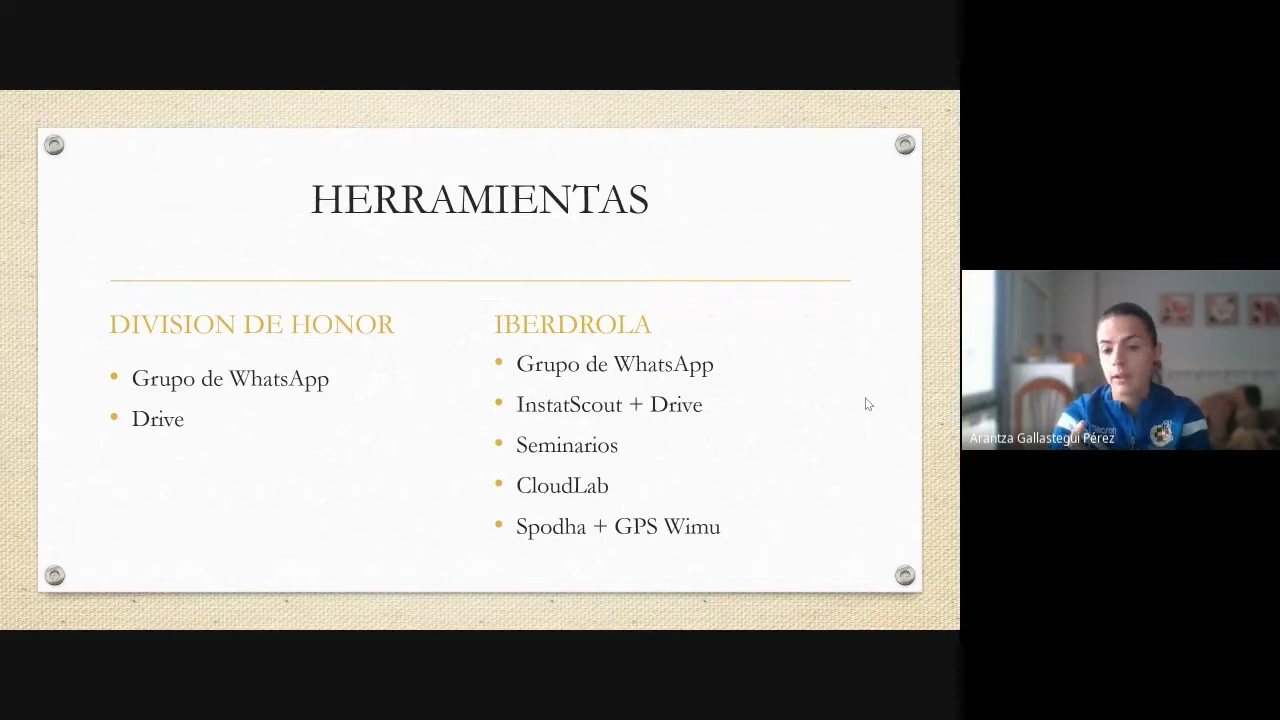 HERRAMIENTAS
DIVISION DE HONOR
• Grupo de WhatsApp
• Drive
IBERDROLA
• Grupo de WhatsApp
• InstatScout + Drive
• Seminarios
• CloudLab
• Spodha + GPS Wimu
Arantza Gallastegui Pérez